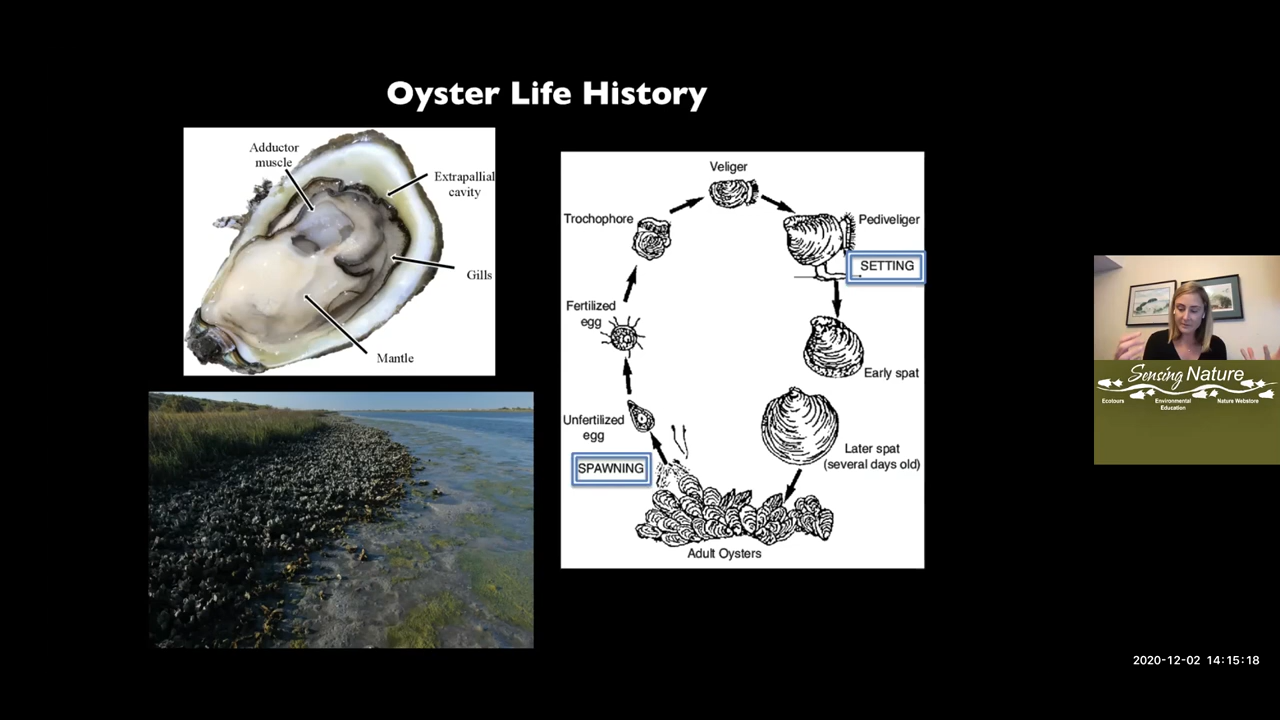 Oyster Life History
Adductor
muscle
Extrapallial
cavity
Gills
Mantle
Veliger
Trochophore
Pediveliger
SETTING
Fertilized
egg
Early spat
Unfertilized
egg
Later spat
(several days old)
SPAWNING
Adult Oysters
Sensing Nature
Ecotours
Environmental
Education
Nature Webstore
2020-12-02 14:15:18